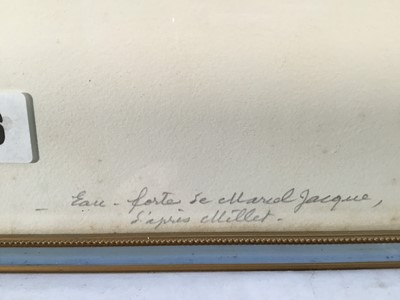 Eau-forte de Marcel Jacque,
d'après Millet-